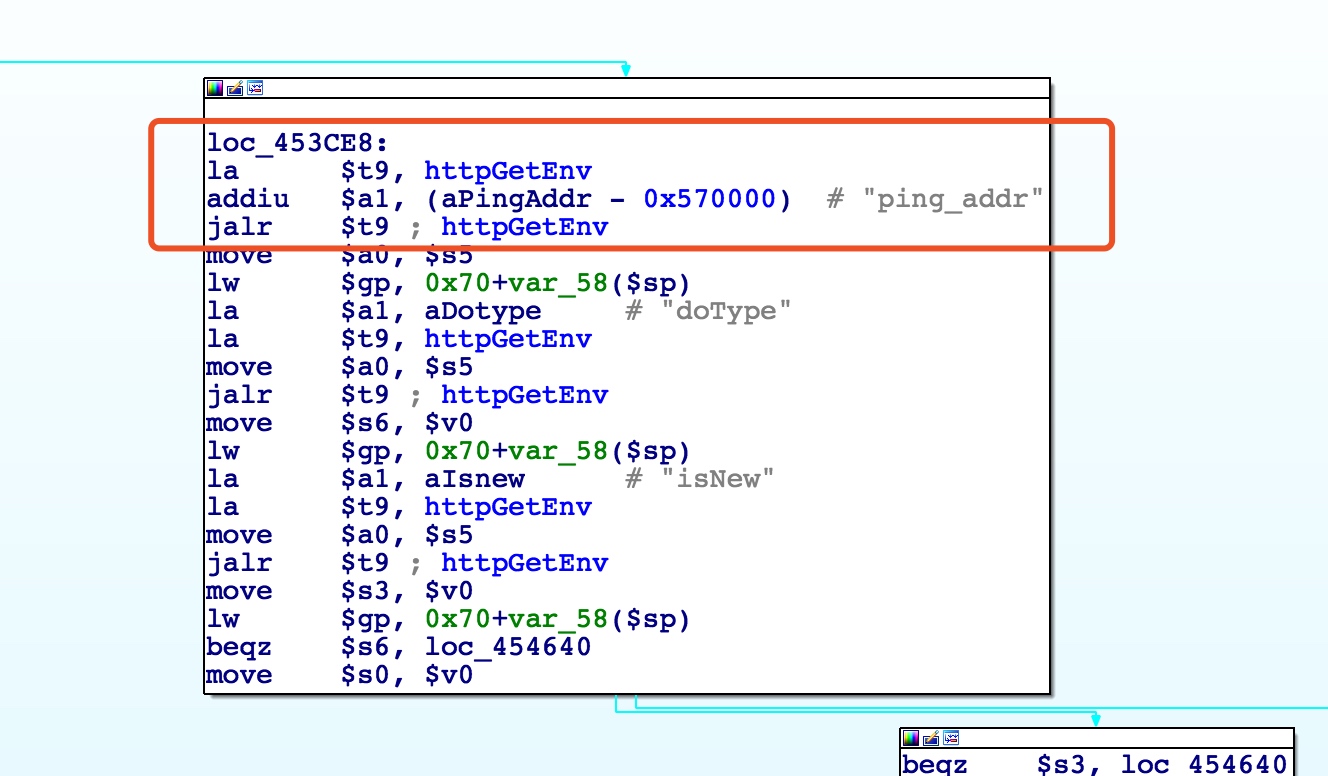 loc_453CE8:
la $t9, httpGetEnv
addiu $a1, (aPingAddr - 0x570000) # "ping_addr"
jalr $t9 ; httpGetEnv
move $a0, $s5
lw $gp, 0x70+var_58($sp)
la $a1, aDotype # "doType"
la $t9, httpGetEnv
move $a0, $s5
jalr $t9 ; httpGetEnv
move $s6, $v0
lw $gp, 0x70+var_58($sp)
la $a1, aIsnew # "isNew"
la $t9, httpGetEnv
move $a0, $s5
jalr $t9 ; httpGetEnv
move $s3, $v0
lw $gp, 0x70+var_58($sp)
beqz $s6, loc_454640
move $s0, $v0
beqz $s3, loc_454640